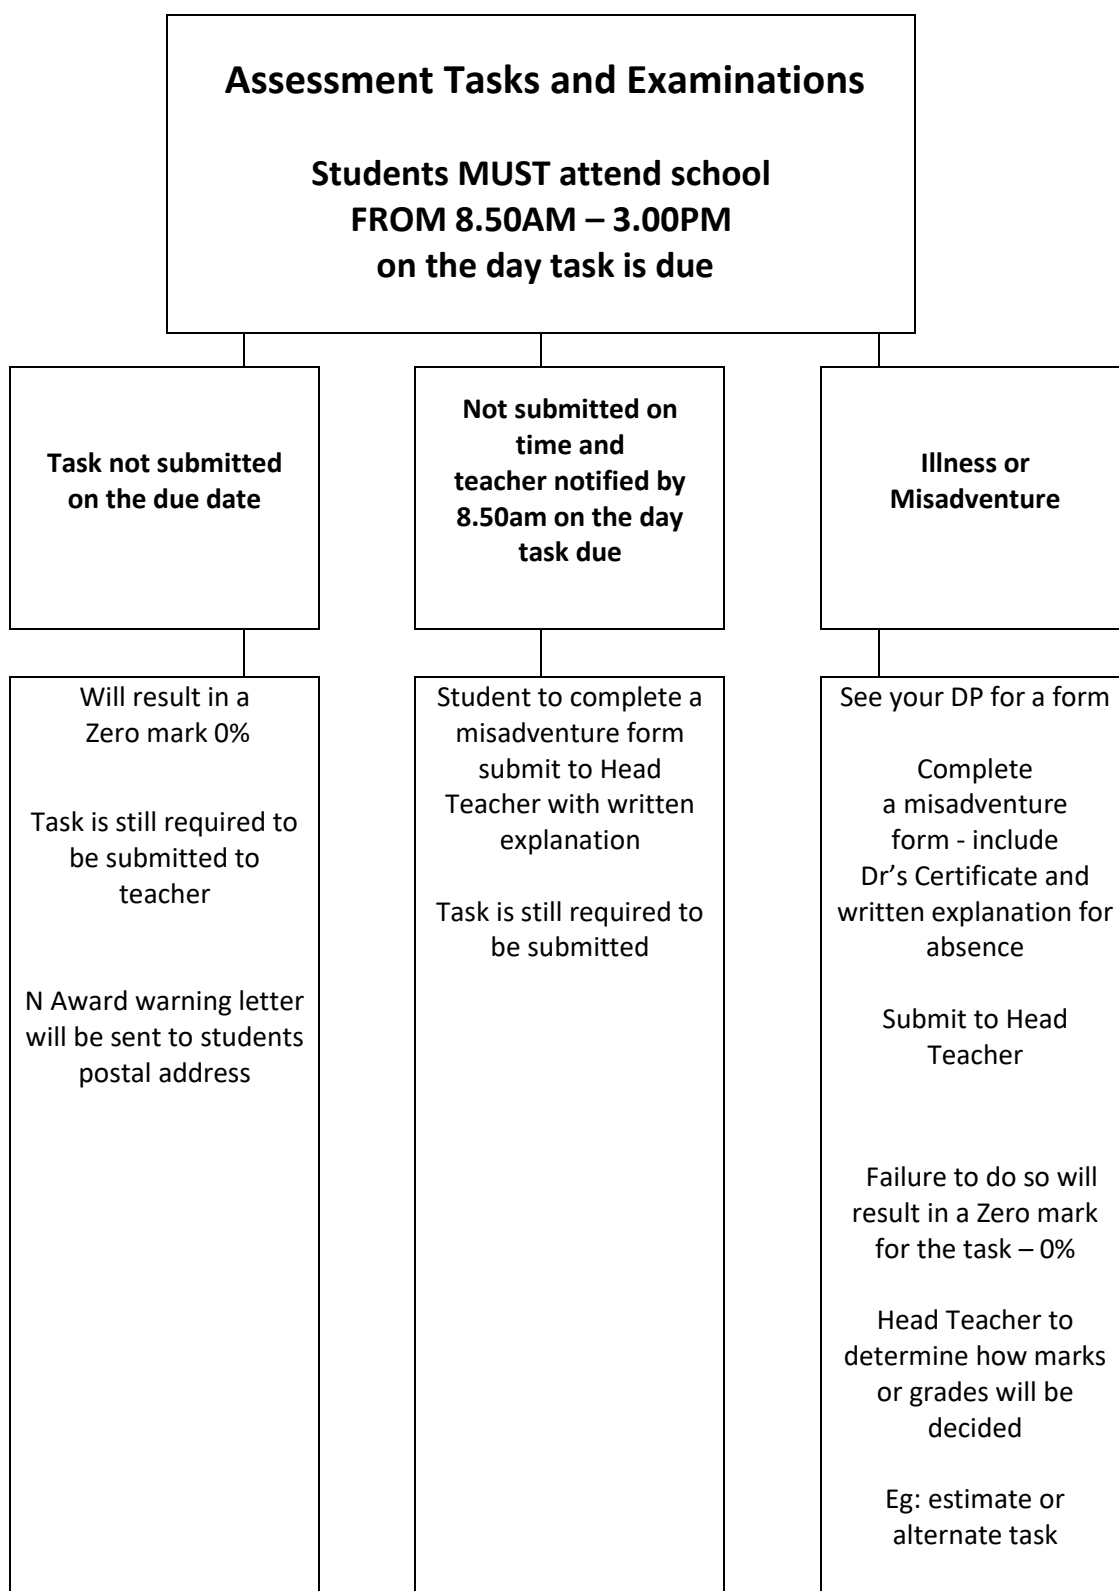 Assessment Tasks and Examinations
Students MUST attend school
FROM 8.50AM – 3.00PM
on the day task is due
Task not submitted
on the due date
Not submitted on
time and
teacher notified by
8.50am on the day
task due
Illness or
Misadventure
Will result in a
Zero mark 0%
Task is still required to
be submitted to
teacher
N Award warning letter
will be sent to students
postal address
Student to complete a
misadventure form
submit to Head
Teacher with written
explanation
Task is still required to
be submitted
See your DP for a form
Complete
a misadventure
form - include
Dr’s Certificate and
written explanation for
absence
Submit to Head
Teacher
Failure to do so will
result in a Zero mark
for the task – 0%
Head Teacher to
determine how marks
or grades will be
decided
Eg: estimate or
alternate task